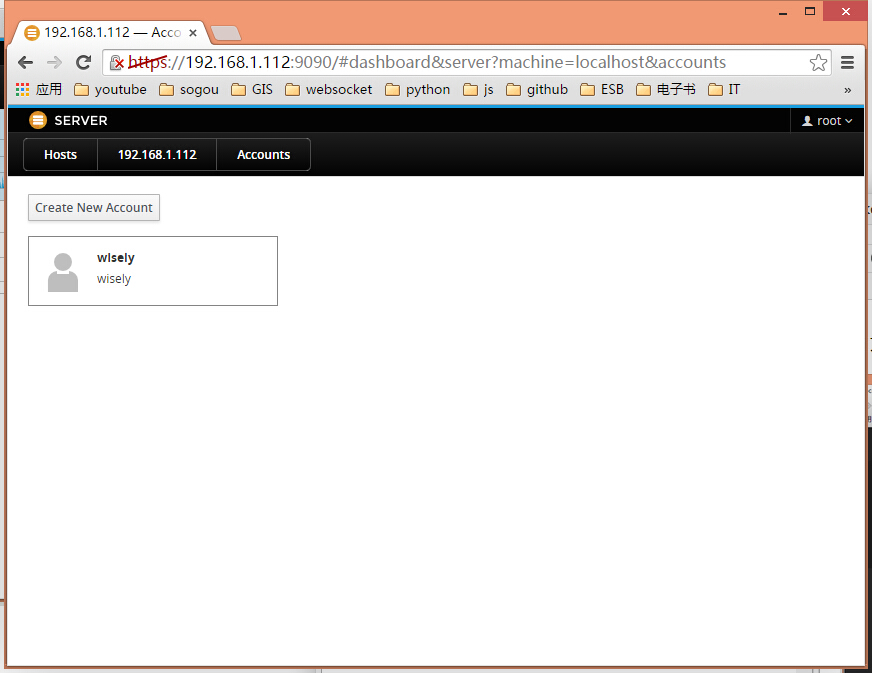 192.168.1.112 — Acco
https://192.168.1.112:9090/#dashboard&server?machine=localhost&accounts
应用 youtube sogou GIS websocket python js github ESB 电子书 IT »
SERVER root
Hosts 192.168.1.112 Accounts
Create New Account
wisely
wisely